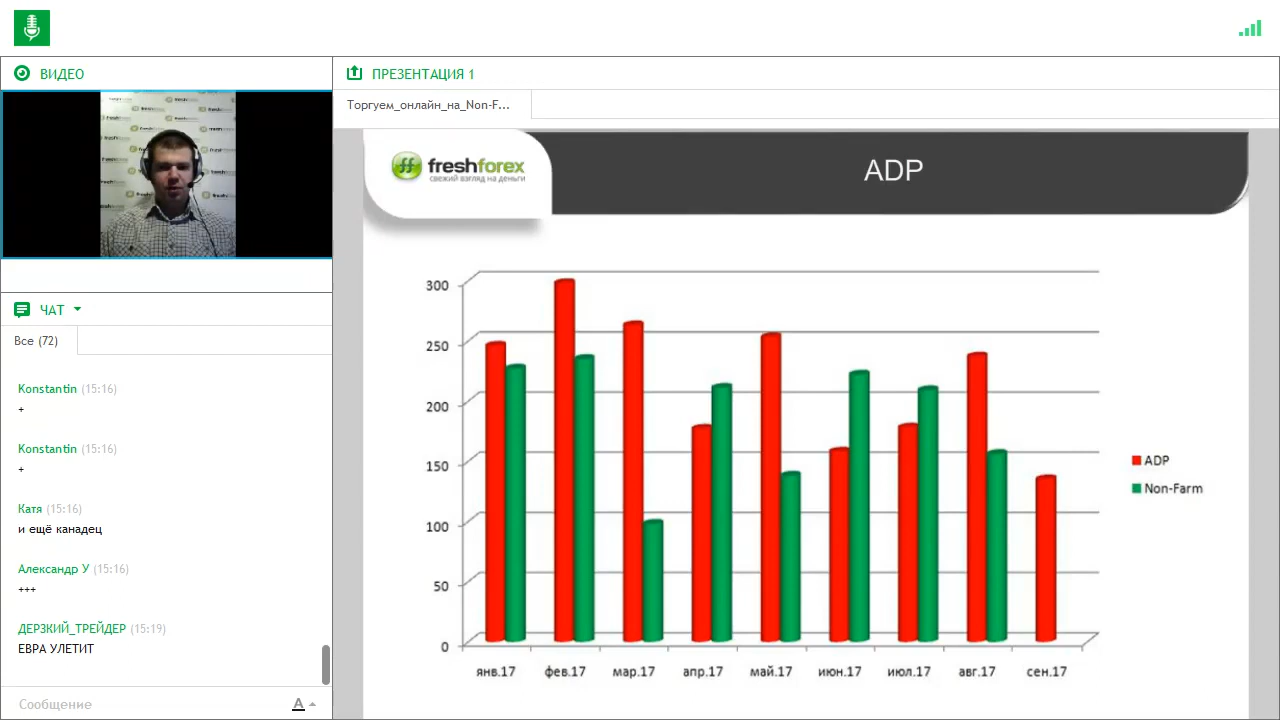 ВИДЕО
ЧАТ
Все (72)
Konstantin (15:16)
+
Konstantin (15:16)
+
Катя (15:16)
и ещё канадец
Александр У (15:16)
+++
ДЕРЗКИЙ_ТРЕЙДЕР (15:19)
ЕВРА УЛЕТИТ
Сообщение
A
ПРЕЗЕНТАЦИЯ 1
Торгуем_онлайн_на_Non-F...
ff freshforex
свежий взгляд на деньги
ADP
300
250
200
150
100
50
0
янв.17 фев.17 мар.17 апр.17 май.17 июн.17 июл.17 авг.17 сен.17
ADP
Non-Farm